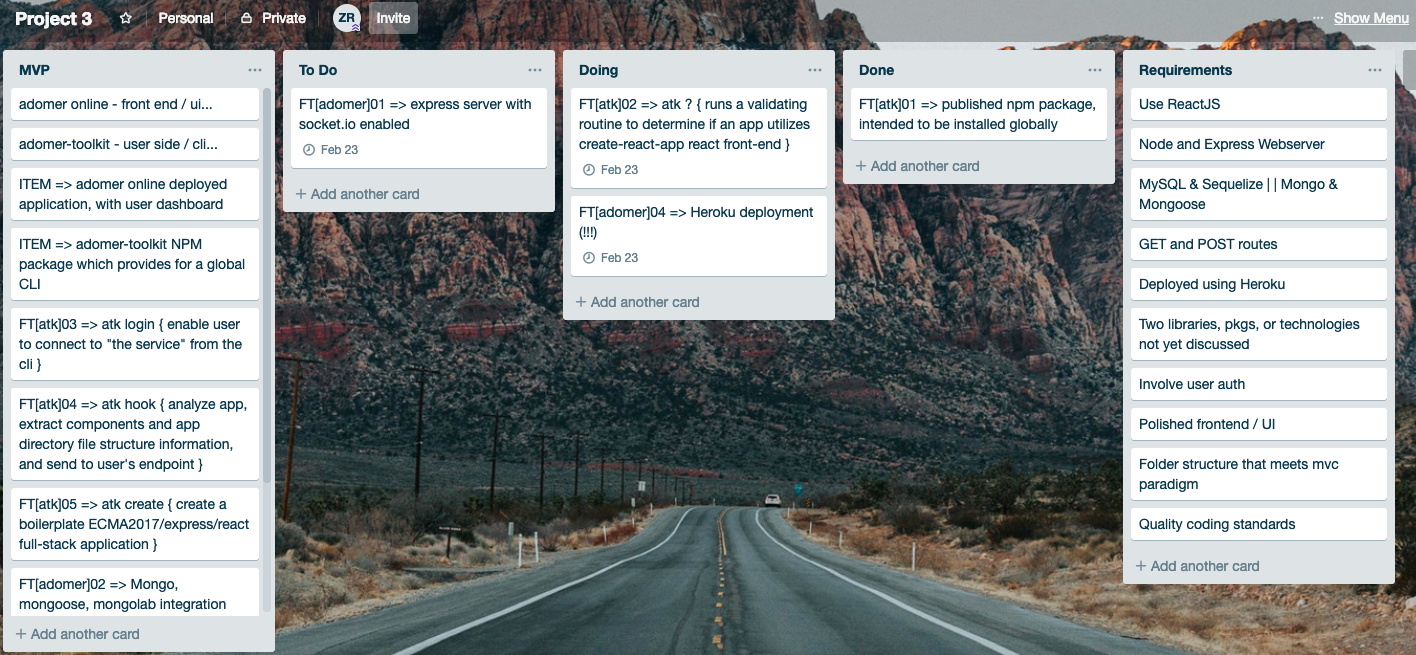 Project 3
Personal
Private
ZR
Invite
... Show Menu
MVP
adomer online - front end / ui...
adomer-toolkit - user side / cli...
ITEM => adomer online deployed
application, with user dashboard
ITEM => adomer-toolkit NPM
package which provides for a global
CLI
FT[atk]03 => atk login { enable user
to connect to "the service" from the
cli }
FT[atk]04 => atk hook { analyze app,
extract components and app
directory file structure information,
and send to user's endpoint }
FT[atk]05 => atk create { create a
boilerplate ECMA2017/express/react
full-stack application }
FT[adomer]02 => Mongo,
mongoose, mongolab integration
+ Add another card
To Do
FT[adomer]01 => express server with
socket.io enabled
Feb 23
+ Add another card
Doing
FT[atk]02 => atk ? { runs a validating
routine to determine if an app utilizes
create-react-app react front-end }
Feb 23
FT[adomer]04 => Heroku deployment
(!!!)
Feb 23
+ Add another card
Done
FT[atk]01 => published npm package,
intended to be installed globally
+ Add another card
Requirements
Use ReactJS
Node and Express Webserver
MySQL & Sequelize | | Mongo &
Mongoose
GET and POST routes
Deployed using Heroku
Two libraries, pkgs, or technologies
not yet discussed
Involve user auth
Polished frontend / UI
Folder structure that meets mvc
paradigm
Quality coding standards
+ Add another card